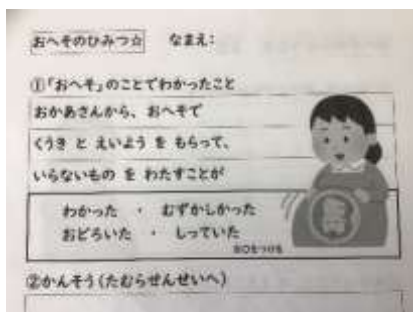 おへそのひみつ☆ なまえ:
①「おへそ」のことでわかったこと
おかあさんから、おへそで
くうき と えいよう を もらって、
いらないもの を わたすことが
わかった ・ むずかしかった
おどろいた ・ しっていた
※○をつける
②かんそう(たむらせんせいへ)